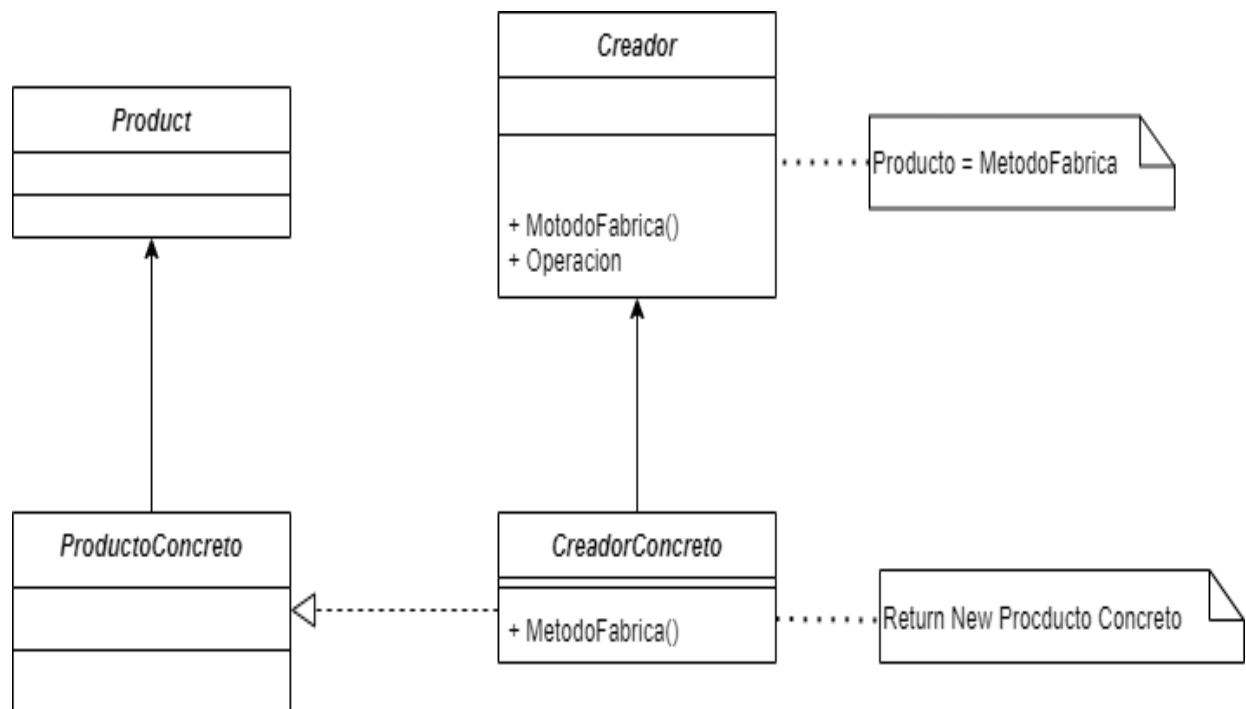 Creador
Product
Producto = MetodoFabrica
+ MotodoFabrica()
+ Operacion
ProductoConcreto
CreadorConcreto
+ MetodoFabrica()
Return New Procducto Concreto